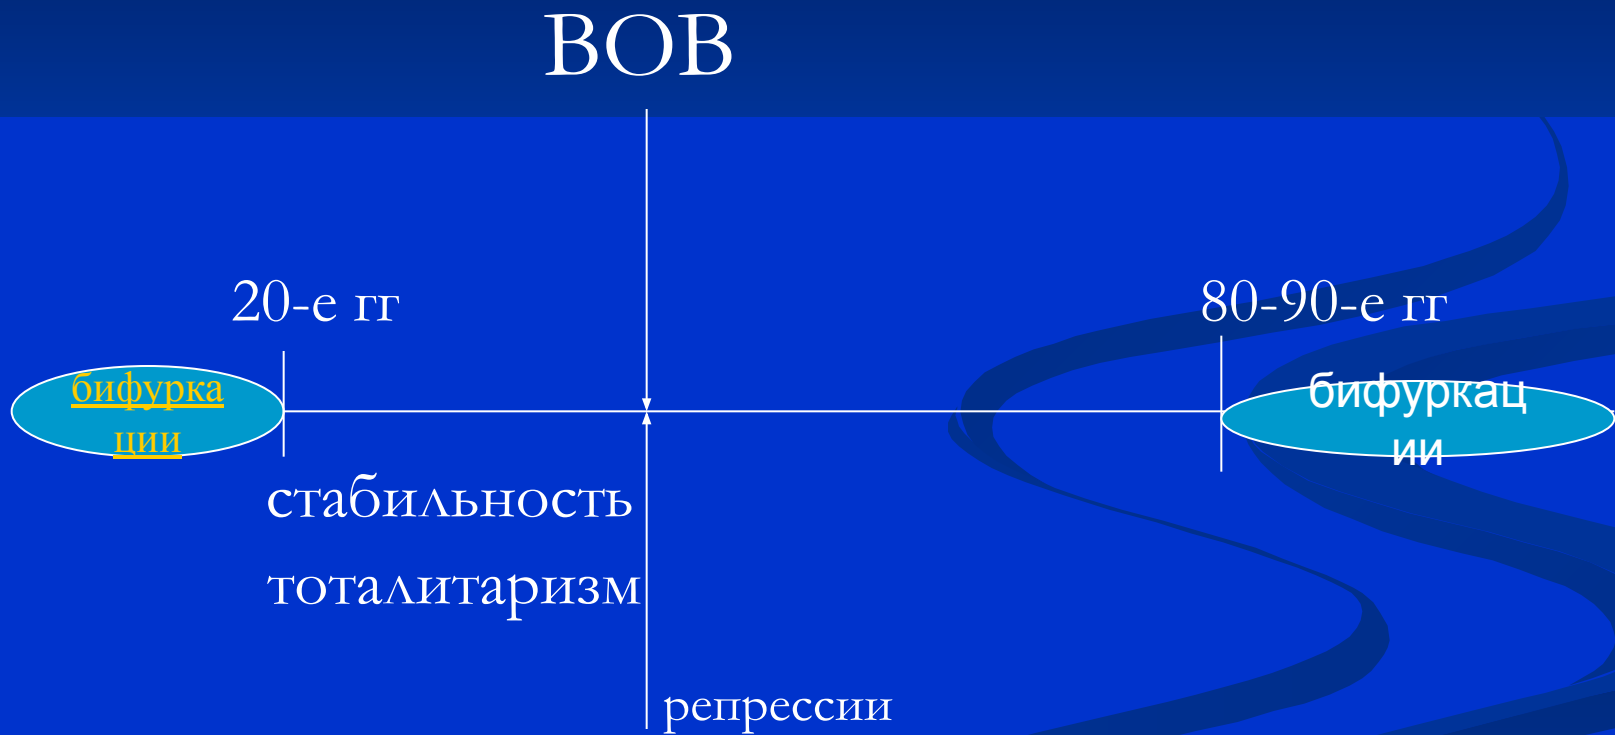 ВОВ
20-е гг
80-90-е гг
бифурка
ции
бифуркац
ии
стабильность
тоталитаризм
репрессии